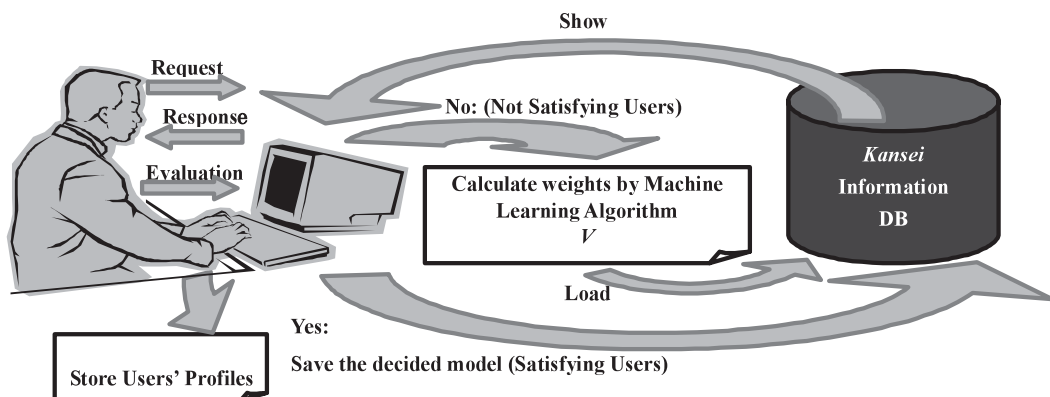 Show
Request
No: (Not Satisfying Users)
Response
Evaluation
Calculate weights by Machine
Learning Algorithm
V
Kansei
Information
DB
Load
Yes:
Save the decided model (Satisfying Users)
Store Users' Profiles